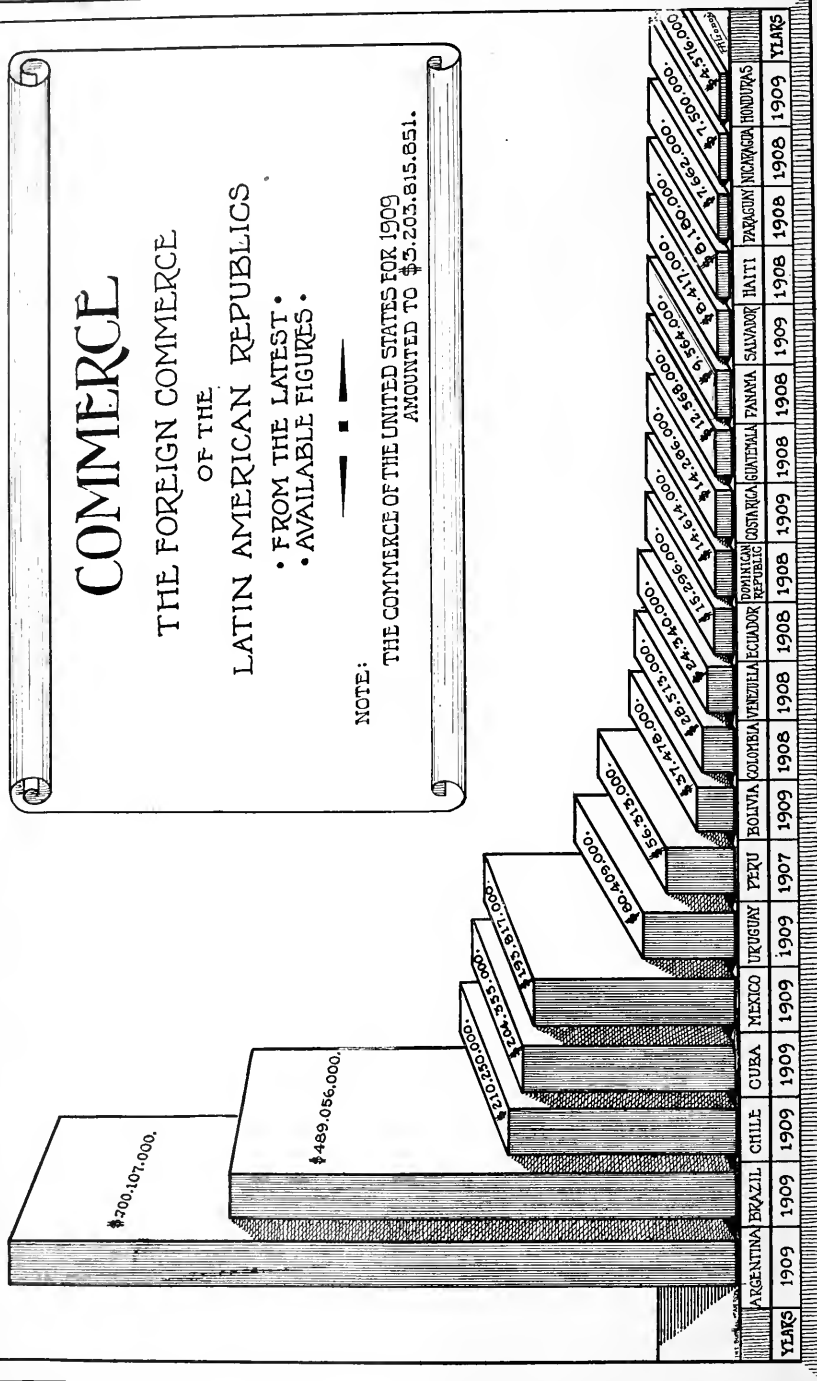 COMMERCE
THE FOREIGN COMMERCE
OF THE
LATIN AMERICAN REPUBLICS
• FROM THE LATEST •
• AVAILABLE FIGURES •
NOTE:
THE COMMERCE OF THE UNITED STATES FOR 1909
AMOUNTED TO $3.203.815.851.
$700.107.000.
$489.056.000.
$210.250.000.
$204.355.000.
$193.817.000.
$80.409.000.
$56.313.000.
$37.478.000.
$28.513.000.
$24.340.000.
$15.296.000.
$14.614.000.
$14.286.000.
$12.568.000.
$9.564.000.
$8.417.000.
$8.180.000.
$7.662.000.
$7.500.000.
$4.576.000
ARGENTINA BRAZIL CHILE CUBA MEXICO URUGUAY PERU BOLIVIA COLOMBIA VENEZUELA ECUADOR DOMINICAN REPUBLIC COSTA RICA GUATEMALA PANAMA SALVADOR HAITI PARAGUAY NICARAGUA HONDURAS
YEARS 1909 1909 1909 1909 1909 1909 1907 1909 1908 1908 1908 1908 1909 1908 1908 1909 1908 1908 1908 1909 YEARS